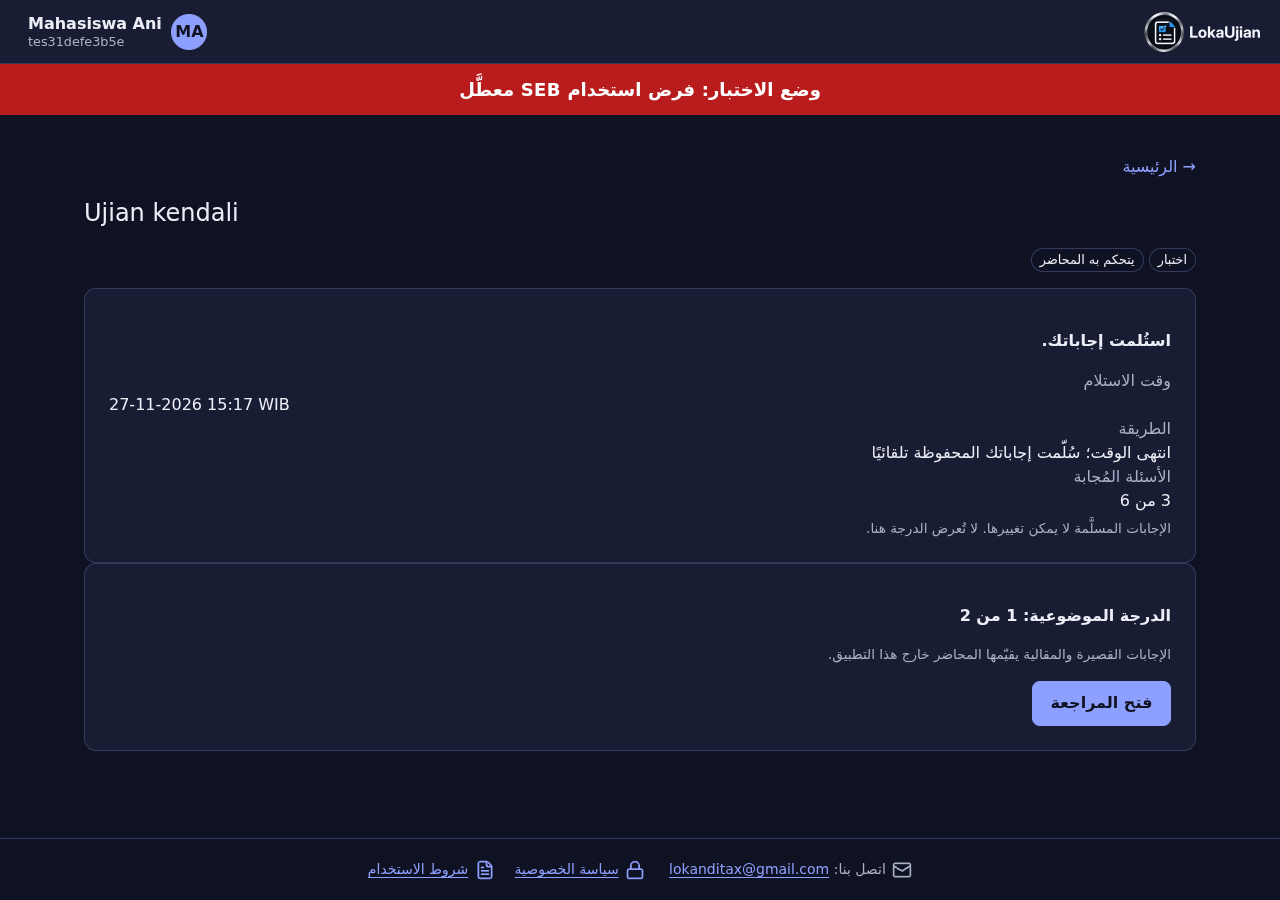 LokaUjian
Mahasiswa Ani
tes31defe3b5e
MA
وضع الاختبار: فرض استخدام SEB معطَّل
→ الرئيسية
Ujian kendali
اختبار
يتحكم به المحاضر
استُلمت إجاباتك.
وقت الاستلام
27-11-2026 15:17 WIB
الطريقة
انتهى الوقت؛ سُلّمت إجاباتك المحفوظة تلقائيًا
الأسئلة المُجابة
3 من 6
الإجابات المسلَّمة لا يمكن تغييرها. لا تُعرض الدرجة هنا.
الدرجة الموضوعية: 1 من 2
الإجابات القصيرة والمقالية يقيّمها المحاضر خارج هذا التطبيق.
فتح المراجعة
اتصل بنا: lokanditax@gmail.com
سياسة الخصوصية
شروط الاستخدام